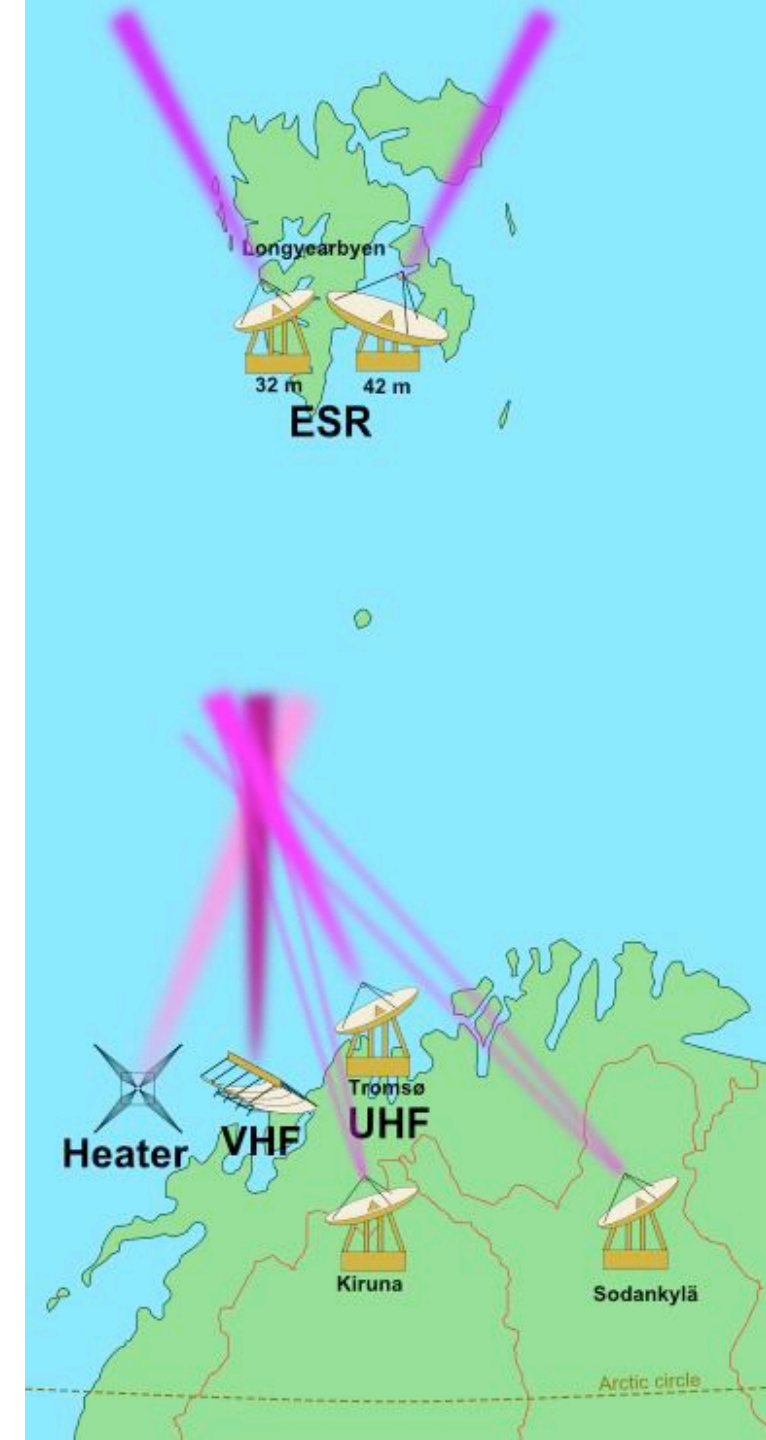 Longyearbyen
32 m
42 m
ESR
Tromsø
UHF
VHF
Heater
Kiruna
Sodankylä
Arctic circle